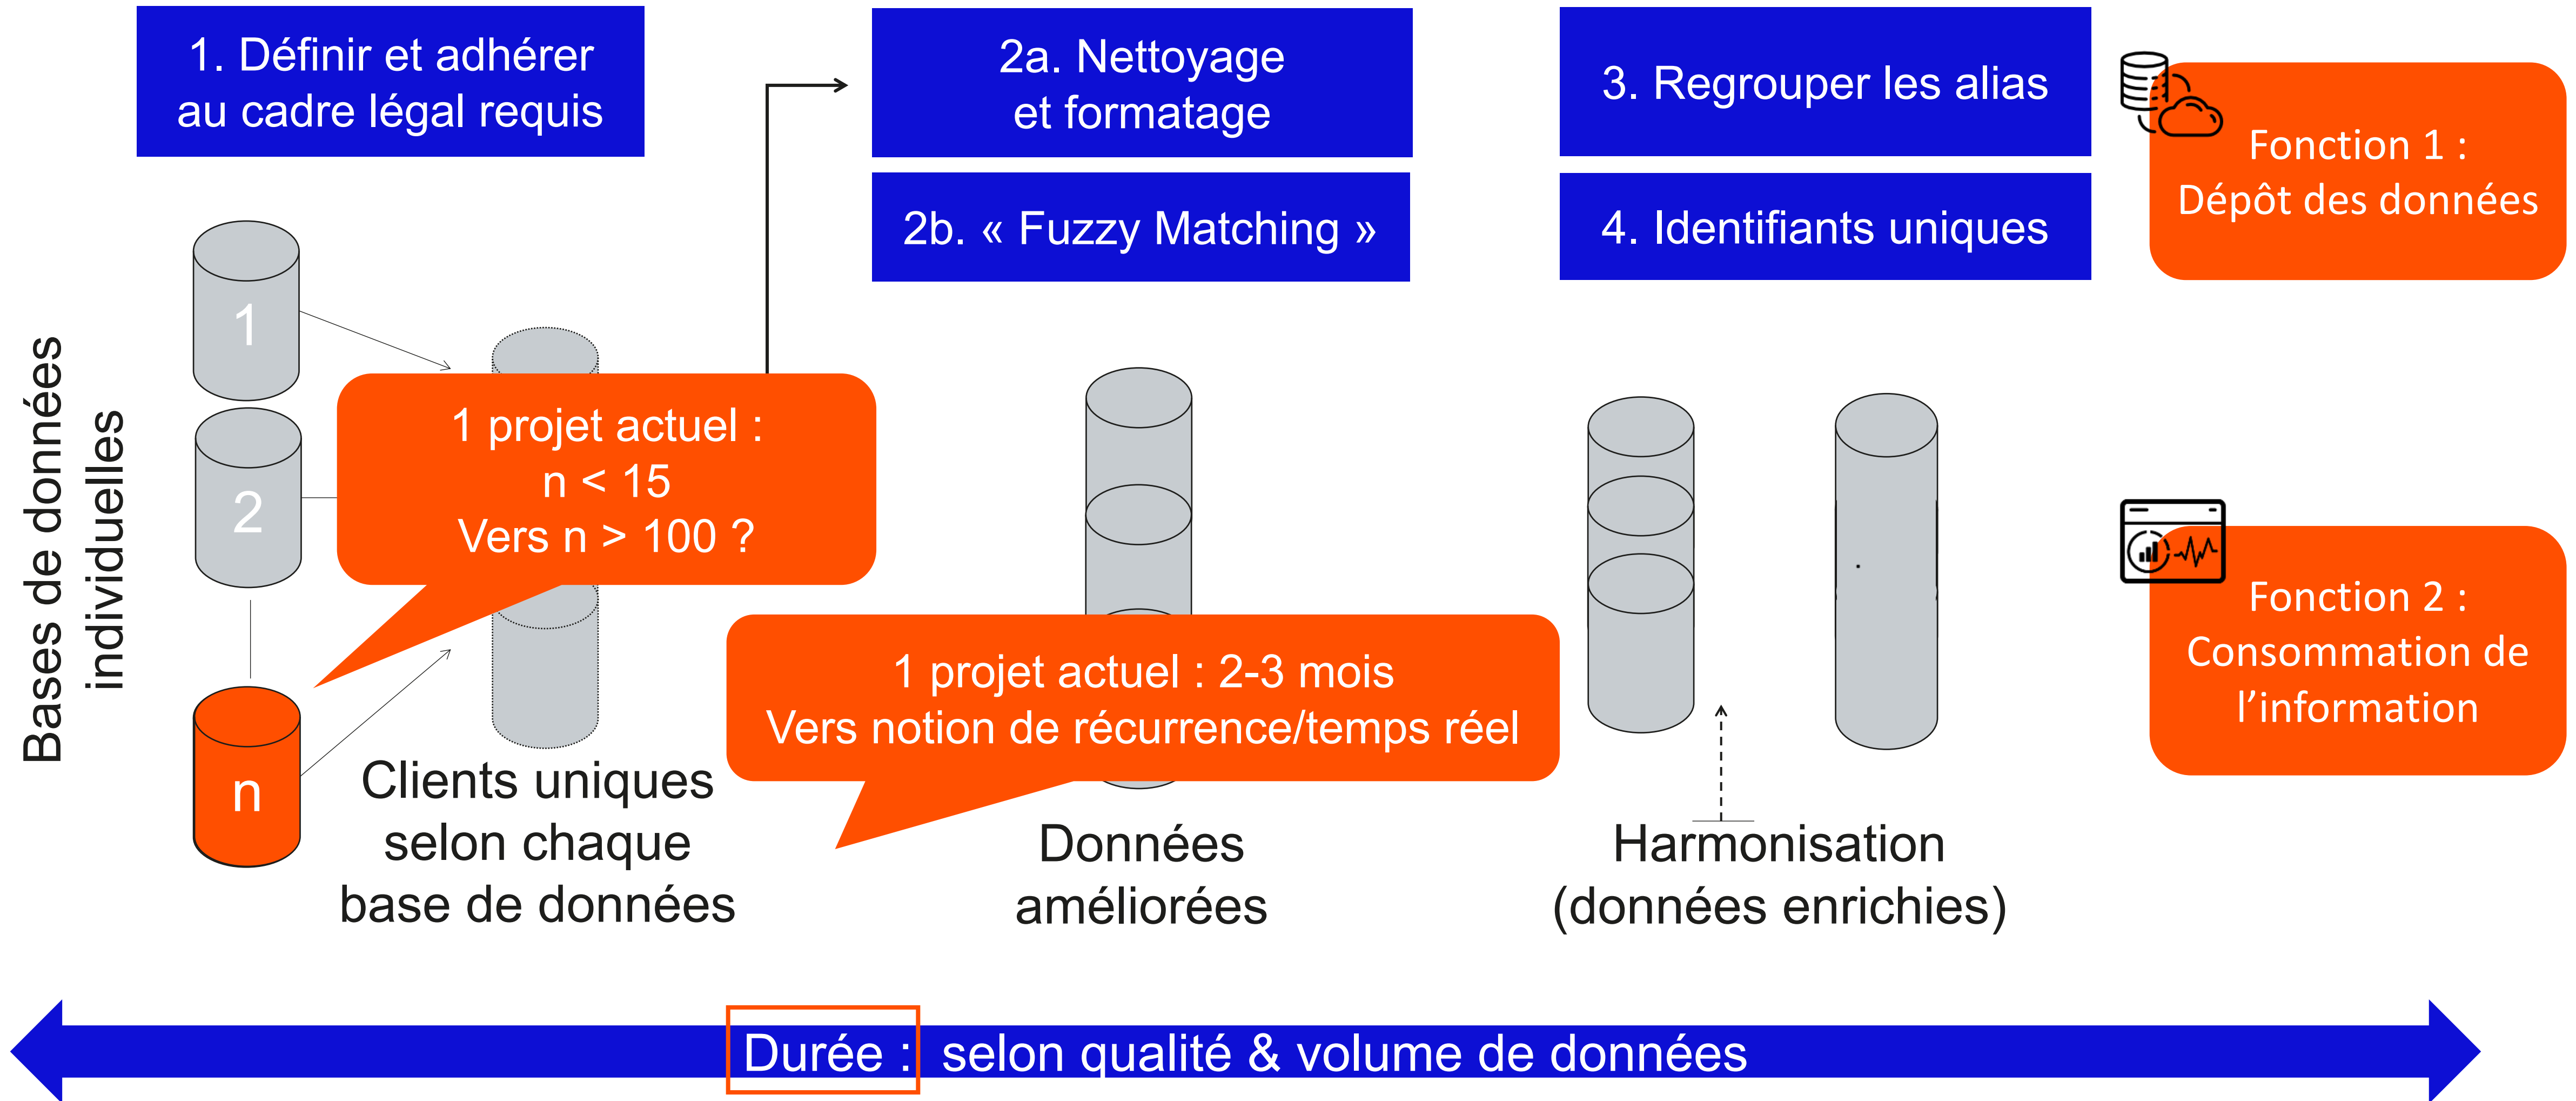 1. Définir et adhérer
au cadre légal requis
2a. Nettoyage
et formatage
2b. « Fuzzy Matching »
3. Regrouper les alias
4. Identifiants uniques
Fonction 1 :
Dépôt des données
Bases de données
individuelles
1
2
n
1 projet actuel :
n < 15
Vers n > 100 ?
Clients uniques
selon chaque
base de données
1 projet actuel : 2-3 mois
Vers notion de récurrence/temps réel
Données
améliorées
Harmonisation
(données enrichies)
Fonction 2 :
Consommation de
l’information
Durée : selon qualité & volume de données